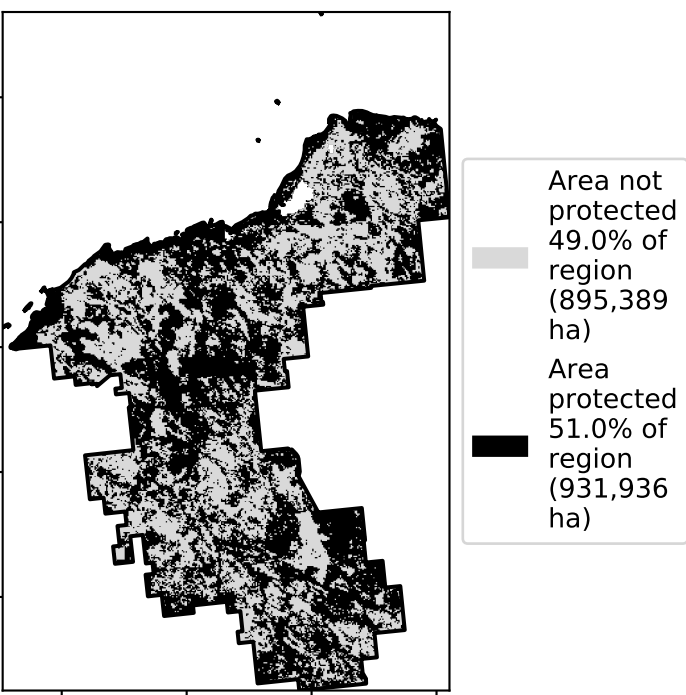 Area not
protected
49.0% of
region
(895,389
ha)
Area
protected
51.0% of
region
(931,936
ha)